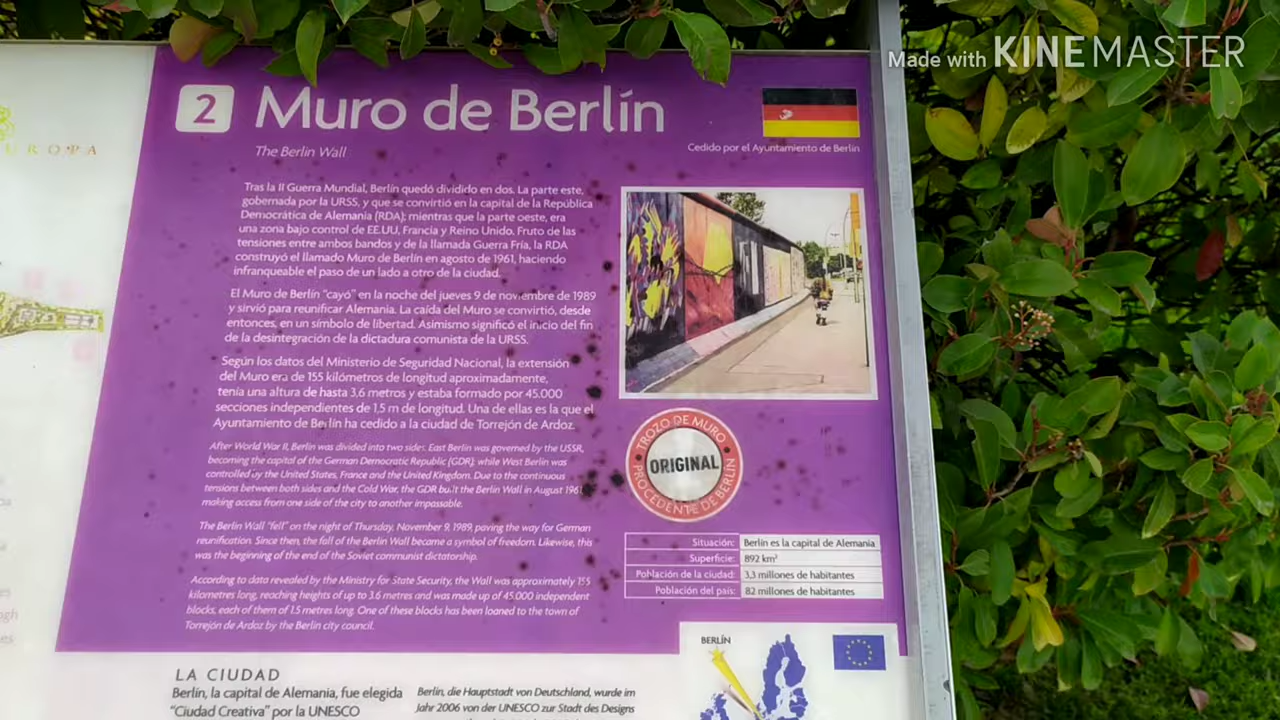 Made with KINEMASTER
2 Muro de Berlín
The Berlin Wall
Cedido por el Ayuntamiento de Berlín
Tras la II Guerra Mundial, Berlín quedó dividido en dos. La parte este,
gobernada por la URSS, y que se convirtió en la capital de la República
Democrática de Alemania (RDA); mientras que la parte oeste, era
una zona bajo control de EE.UU, Francia y Reino Unido. Fruto de las
tensiones entre ambos bandos y de la llamada Guerra Fría, la RDA
construyó el llamado Muro de Berlín en agosto de 1961, haciendo
infranqueable el paso de un lado a otro de la ciudad.
El Muro de Berlín “cayó” en la noche del jueves 9 de noviembre de 1989
y sirvió para reunificar Alemania. La caída del Muro se convirtió, desde
entonces, en un símbolo de libertad. Asimismo significó el inicio del fin
de la desintegración de la dictadura comunista de la URSS.
Según los datos del Ministerio de Seguridad Nacional, la extensión
del Muro era de 155 kilómetros de longitud aproximadamente,
tenía una altura de hasta 3,6 metros y estaba formado por 45.000
secciones independientes de 1,5 m de longitud. Una de ellas es la que el
Ayuntamiento de Berlín ha cedido a la ciudad de Torrejón de Ardoz.
After World War II, Berlin was divided into two sides. East Berlin was governed by the USSR,
becoming the capital of the German Democratic Republic (GDR); while West Berlin was
controlled by the United States, France and the United Kingdom. Due to the continuous
tensions between both sides and the Cold War, the GDR built the Berlin Wall in August 1961
making access from one side of the city to another impassable.
The Berlin Wall “fell” on the night of Thursday, November 9, 1989, paving the way for German
reunification. Since then, the fall of the Berlin Wall became a symbol of freedom. Likewise, this
was the beginning of the end of the Soviet communist dictatorship.
According to data revealed by the Ministry for State Security, the Wall was approximately 155
kilometres long, reaching heights of up to 3.6 metres and was made up of 45.000 independent
blocks, each of them of 1.5 metres long. One of these blocks has been loaned to the town of
Torrejón de Ardoz by the Berlin city council.
TROZO DE MURO
ORIGINAL
PROCEDENTE DE BERLIN
Situación: Berlín es la capital de Alemania
Superficie: 892 km²
Población de la ciudad: 3,3 millones de habitantes
Población del país: 82 millones de habitantes
BERLÍN
LA CIUDAD
Berlín, la capital de Alemania, fue elegida
“Ciudad Creativa” por la UNESCO
Berlin, die Hauptstadt von Deutschland, wurde im
Jahr 2006 von der UNESCO zur Stadt des Designs